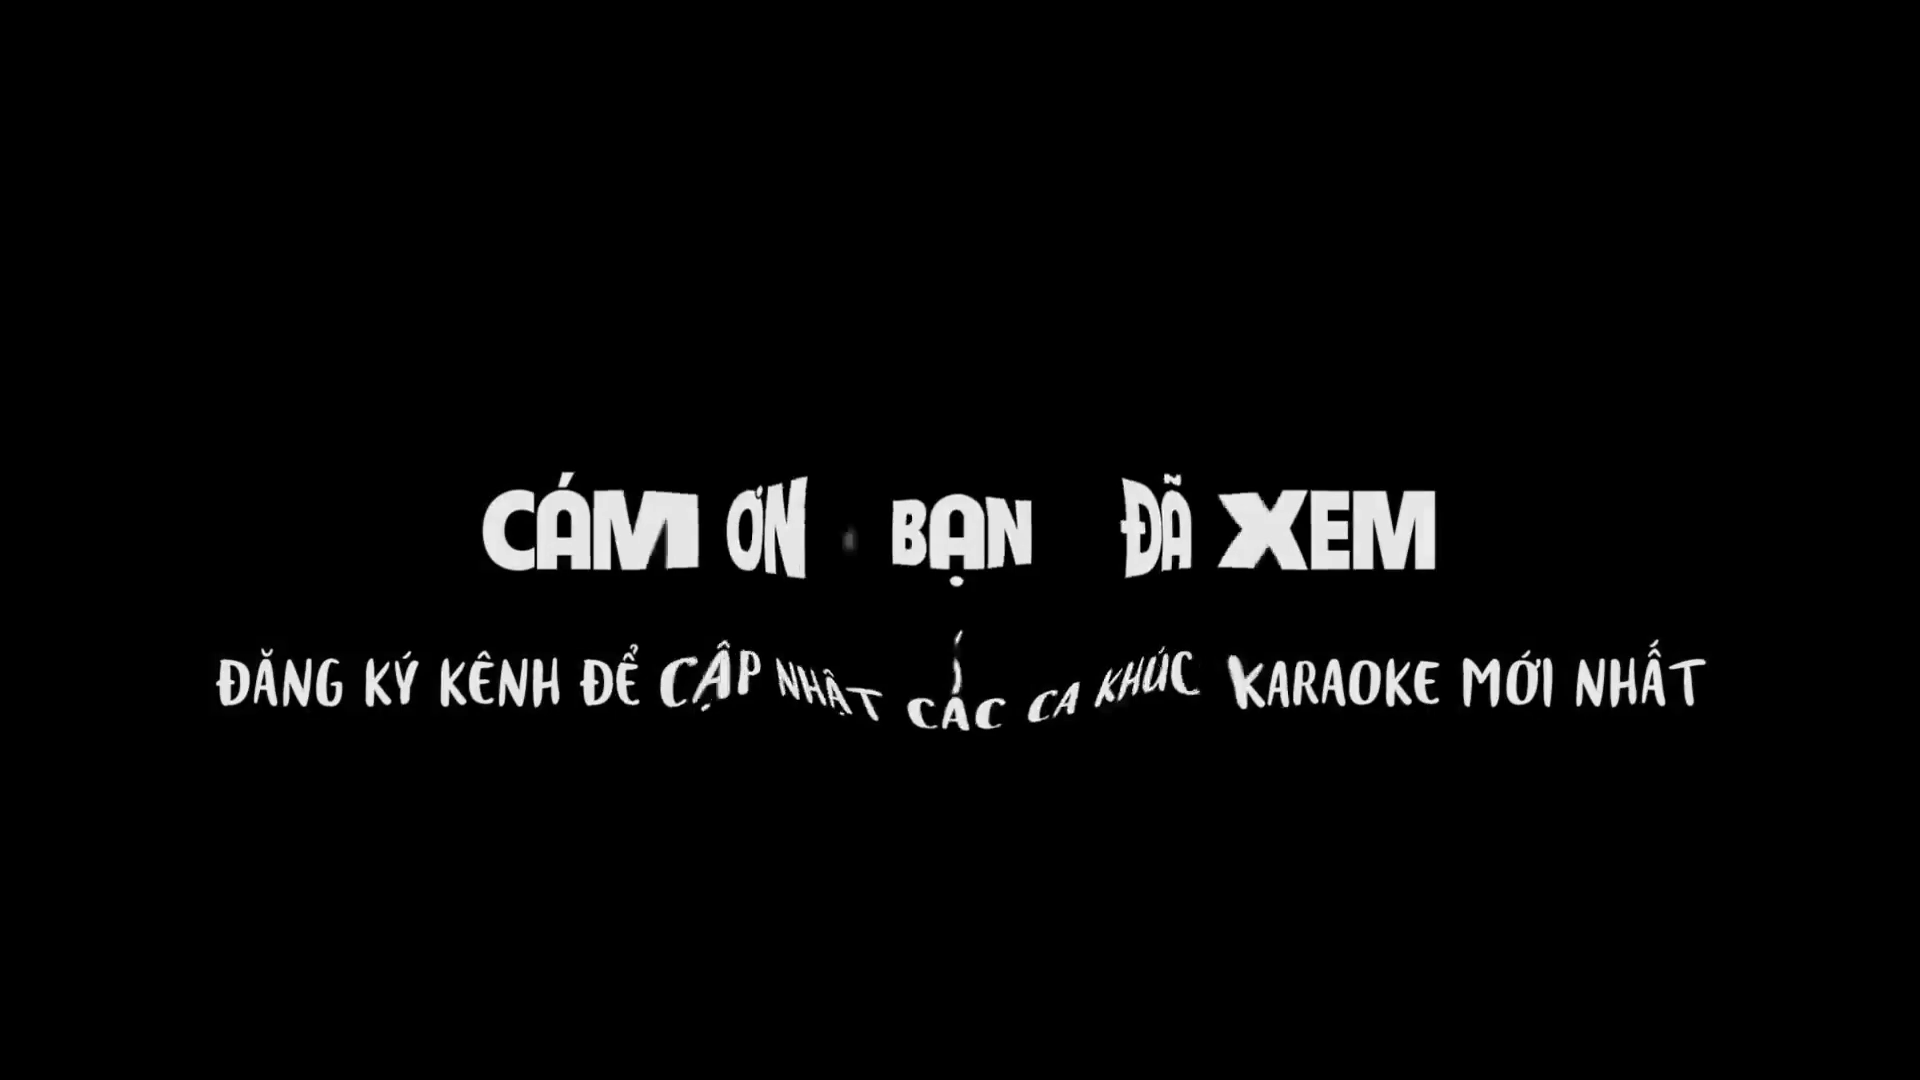 CÁM ƠN BẠN ĐÃ XEM
ĐĂNG KÝ KÊNH ĐỂ CẬP NHẬT CÁC CA KHÚC KARAOKE MỚI NHẤT